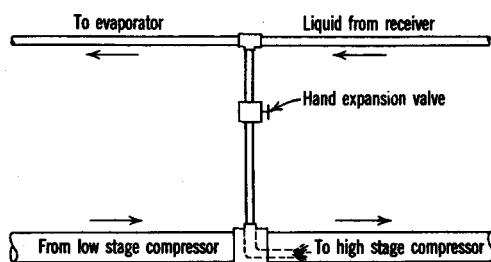 To evaporator
Liquid from receiver
Hand expansion valve
From low stage compressor
To high stage compressor